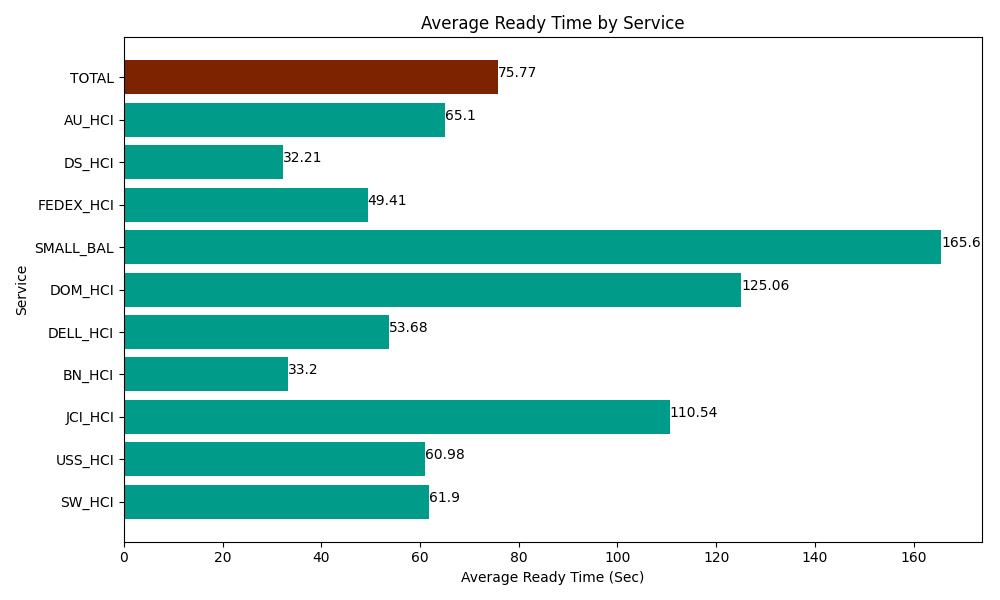 Average Ready Time by Service
TOTAL 75.77
AU_HCI 65.1
DS_HCI 32.21
FEDEX_HCI 49.41
SMALL_BAL 165.6
DOM_HCI 125.06
DELL_HCI 53.68
BN_HCI 33.2
JCI_HCI 110.54
USS_HCI 60.98
SW_HCI 61.9
Service
0 20 40 60 80 100 120 140 160
Average Ready Time (Sec)